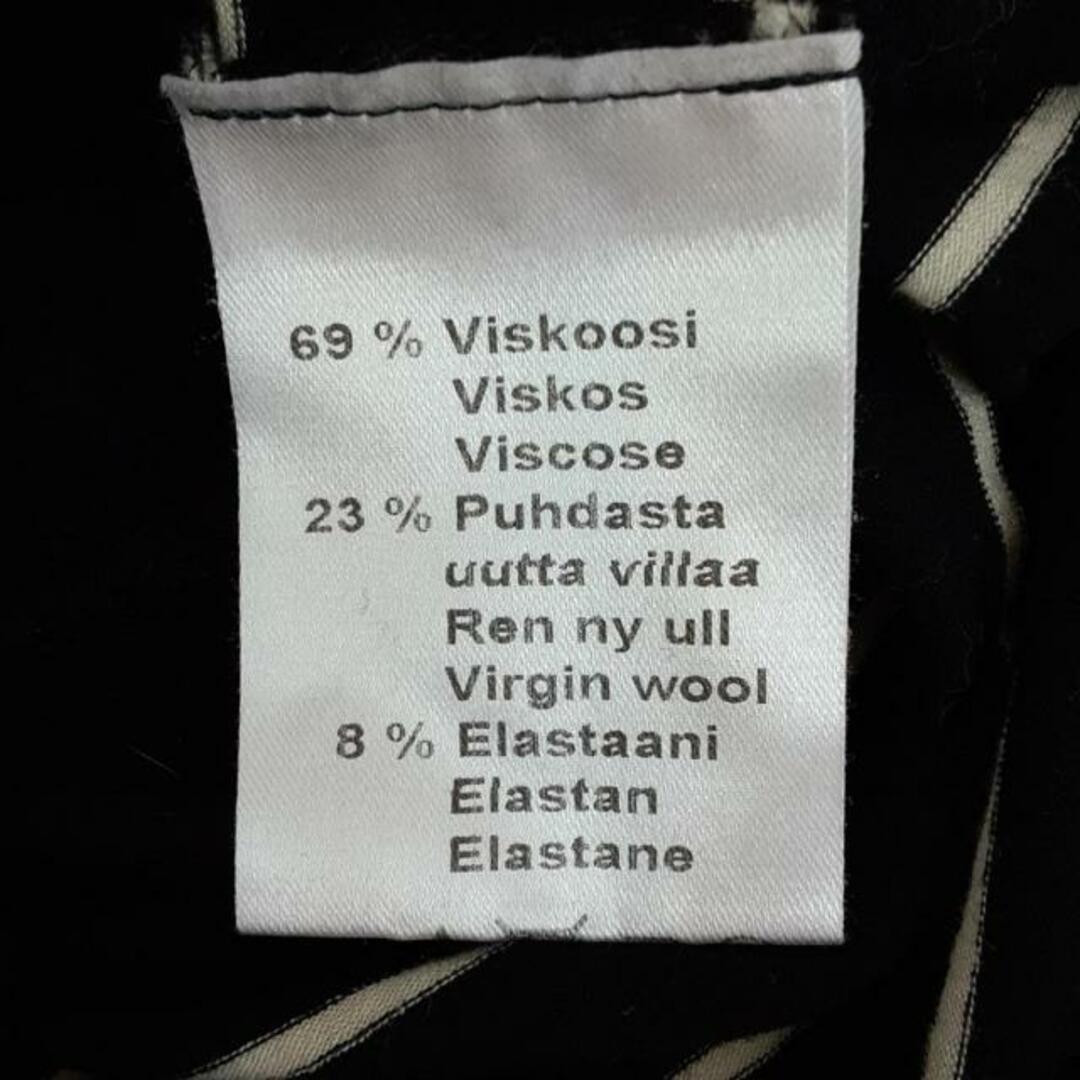 69 % Viskoosi
Viskos
Viscose
23 % Puhdasta
uutta villaa
Ren ny ull
Virgin wool
8 % Elastaani
Elastan
Elastane